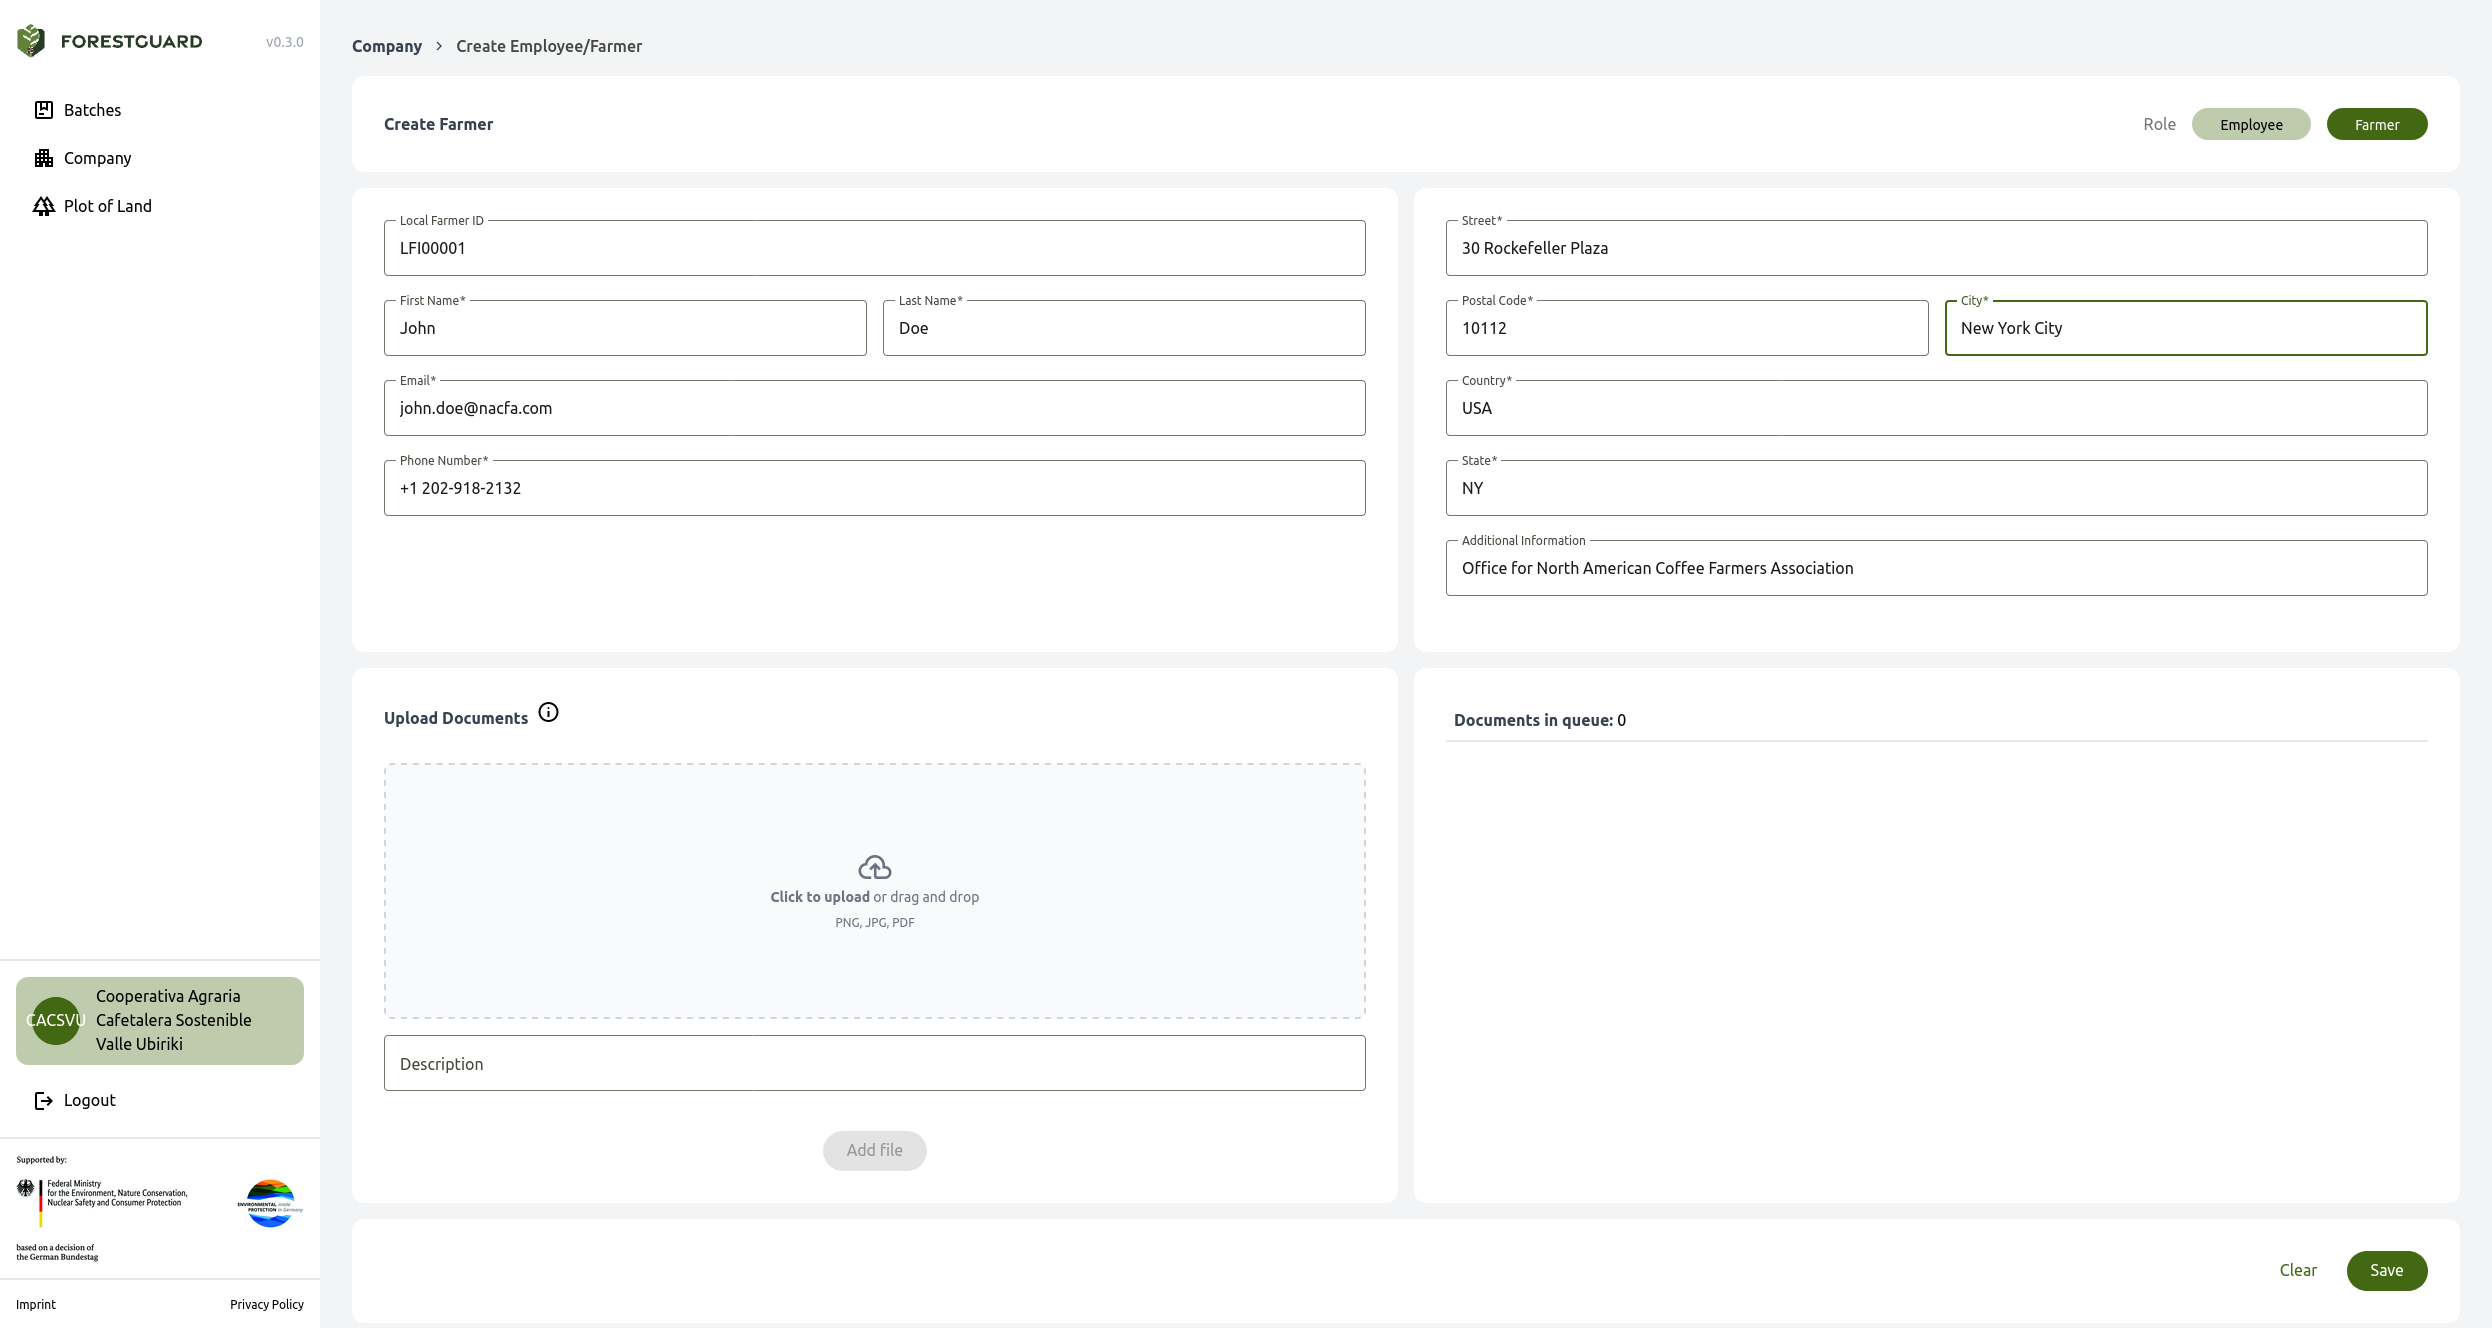 FORESTGUARD
v0.3.0
Batches
Company
Plot of Land
Cooperativa Agraria
Cafetalera Sostenible
Valle Ubiriki
CACSVU
Logout
Supported by:
Federal Ministry
for the Environment, Nature Conservation,
Nuclear Safety and Consumer Protection
ENVIRONMENTAL made
PROTECTION in Germany
based on a decision of
the German Bundestag
Imprint
Privacy Policy
Company > Create Employee/Farmer
Create Farmer
Role
Employee
Farmer
Local Farmer ID
LFI00001
First Name*
John
Last Name*
Doe
Email*
john.doe@nacfa.com
Phone Number*
+1 202-918-2132
Street*
30 Rockefeller Plaza
Postal Code*
10112
City*
New York City
Country*
USA
State*
NY
Additional Information
Office for North American Coffee Farmers Association
Upload Documents
Click to upload or drag and drop
PNG, JPG, PDF
Description
Add file
Documents in queue: 0
Clear
Save